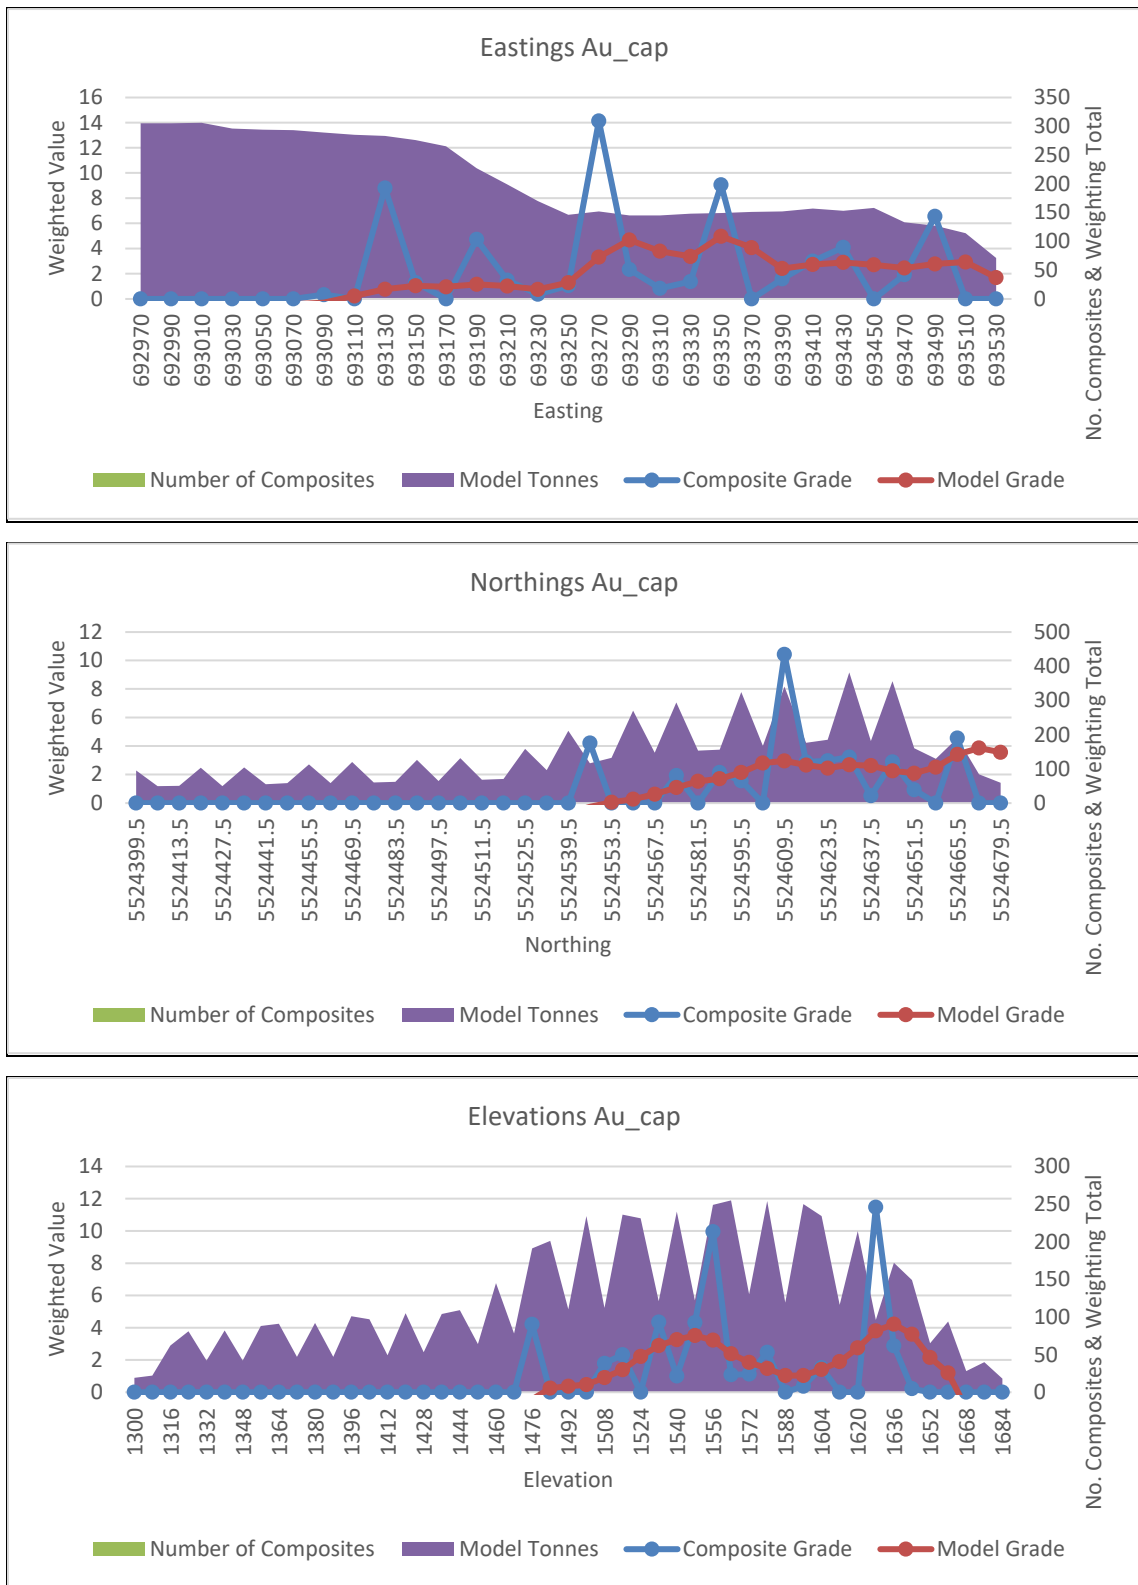 Eastings Au_cap
16 350
14 300
12 250
10 200
8 150
6 100
4 50
2 0
0
Weighted Value
No. Composites & Weighting Total
692970 692990 693010 693030 693050 693070 693090 693110 693130 693150 693170 693190 693210 693230 693250 693270 693290 693310 693330 693350 693370 693390 693410 693430 693450 693470 693490 693510 693530
Easting
Number of Composites Model Tonnes Composite Grade Model Grade
Northings Au_cap
12 500
10 400
8 300
6 200
4 100
2 0
0
Weighted Value
No. Composites & Weighting Total
5524399.5 5524413.5 5524427.5 5524441.5 5524455.5 5524469.5 5524483.5 5524497.5 5524511.5 5524525.5 5524539.5 5524553.5 5524567.5 5524581.5 5524595.5 5524609.5 5524623.5 5524637.5 5524651.5 5524665.5 5524679.5
Northing
Number of Composites Model Tonnes Composite Grade Model Grade
Elevations Au_cap
14 300
12 250
10 200
8 150
6 100
4 50
2 0
0
Weighted Value
No. Composites & Weighting Total
1300 1316 1332 1348 1364 1380 1396 1412 1428 1444 1460 1476 1492 1508 1524 1540 1556 1572 1588 1604 1620 1636 1652 1668 1684
Elevation
Number of Composites Model Tonnes Composite Grade Model Grade